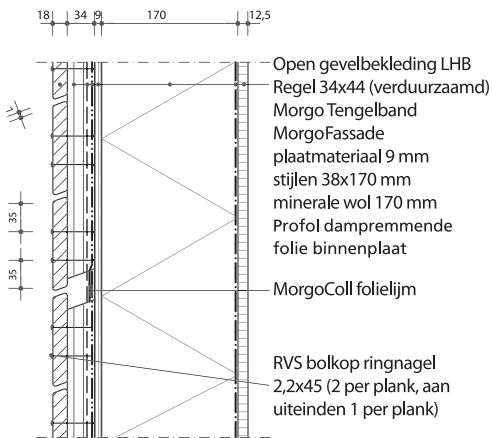 18 34 9 170 12,5
Open gevelbekleding LHB
Regel 34x44 (verduurzaamd)
Morgo Tengelband
MorgoFassade
plaatmateriaal 9 mm
stijlen 38x170 mm
minerale wol 170 mm
Profol dampremmende
folie binnenplaat
7
35
35
MorgoColl folielijm
RVS bolkop ringnagel
2,2x45 (2 per plank, aan
uiteinden 1 per plank)